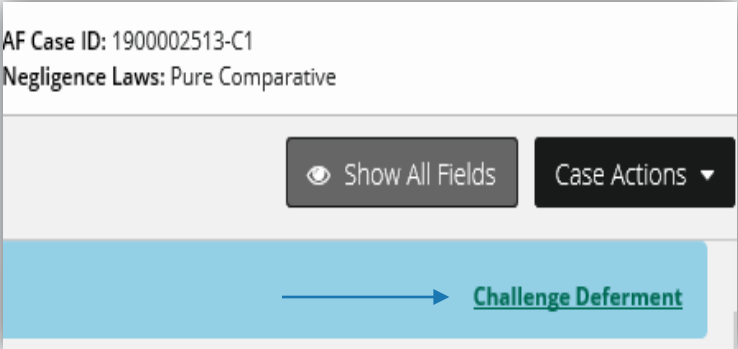 AF Case ID: 1900002513-C1
Negligence Laws: Pure Comparative
Show All Fields
Case Actions
Challenge Deferment